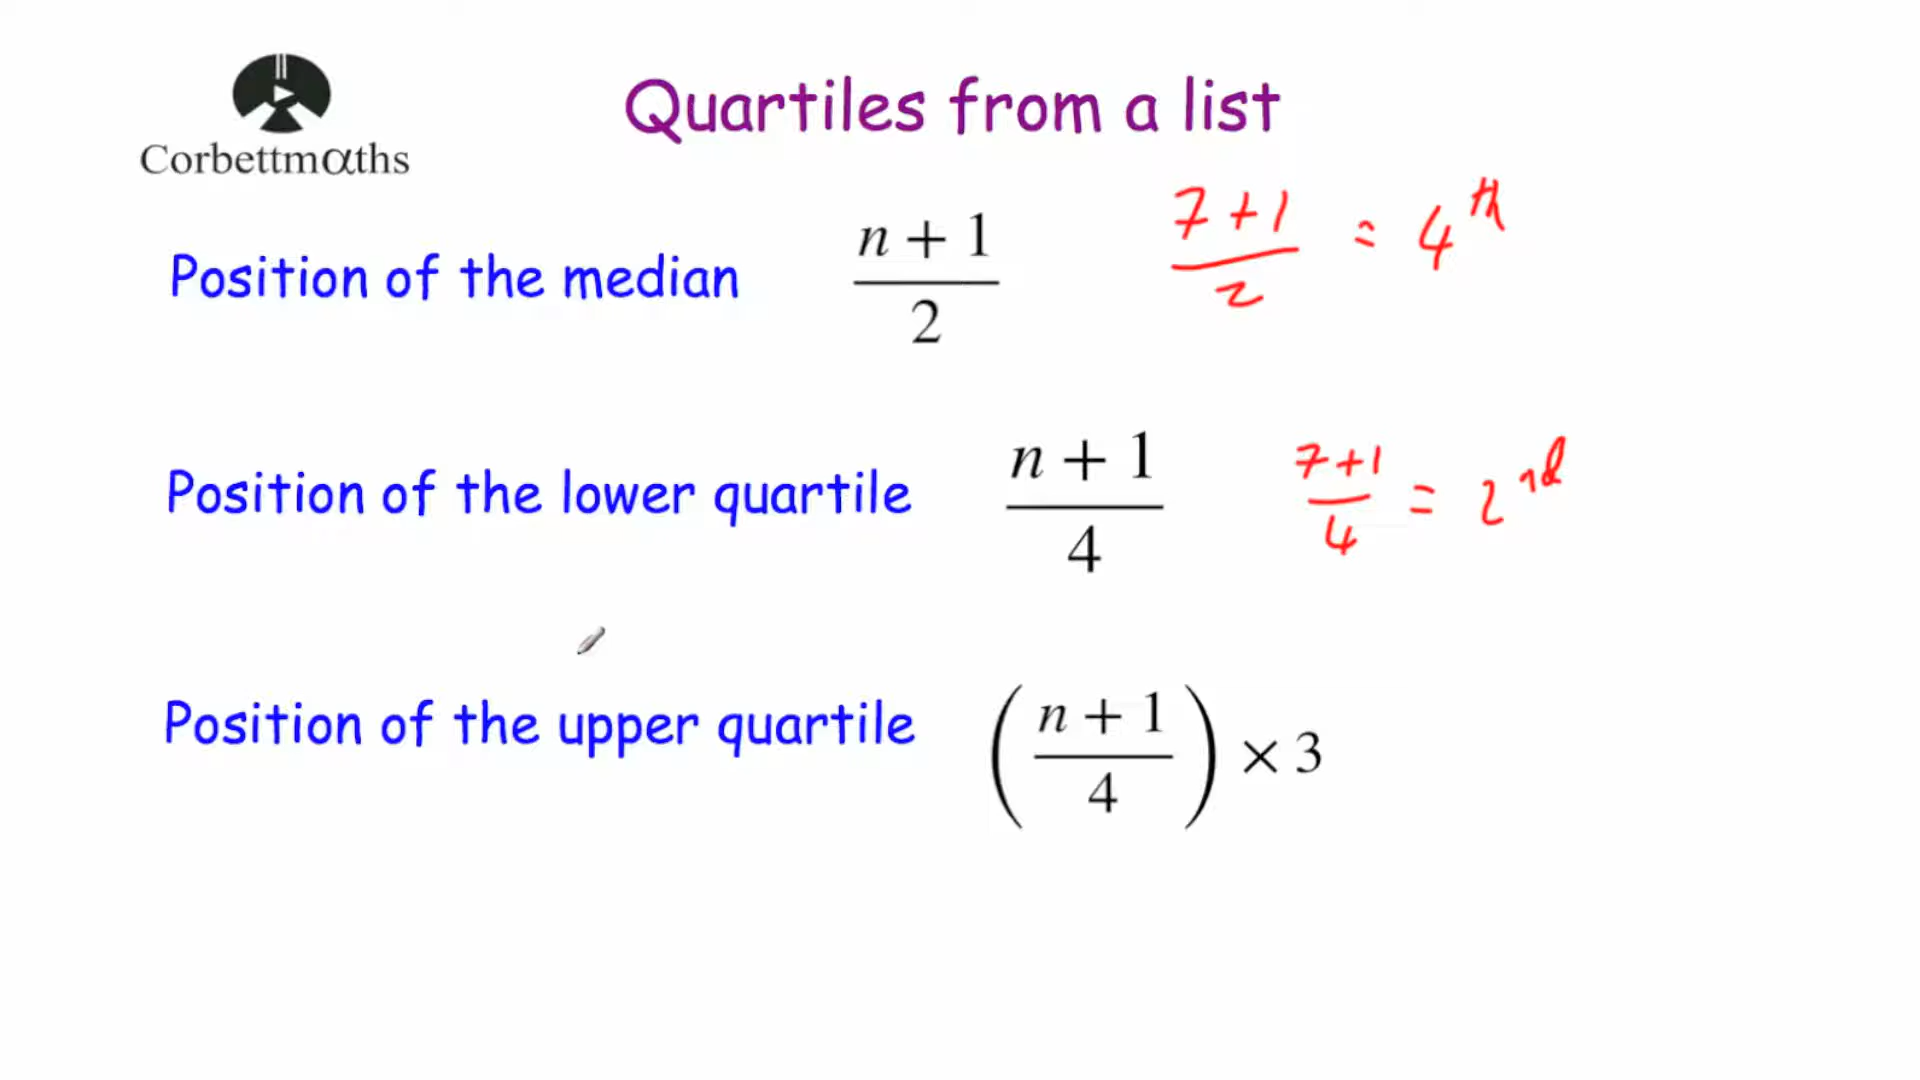 Quartiles from a list
Corbettmαths
Position of the median
n + 1
2
7+1
2
= 4th
Position of the lower quartile
n + 1
4
7+1
4
= 2nd
Position of the upper quartile
(n + 1
4) × 3